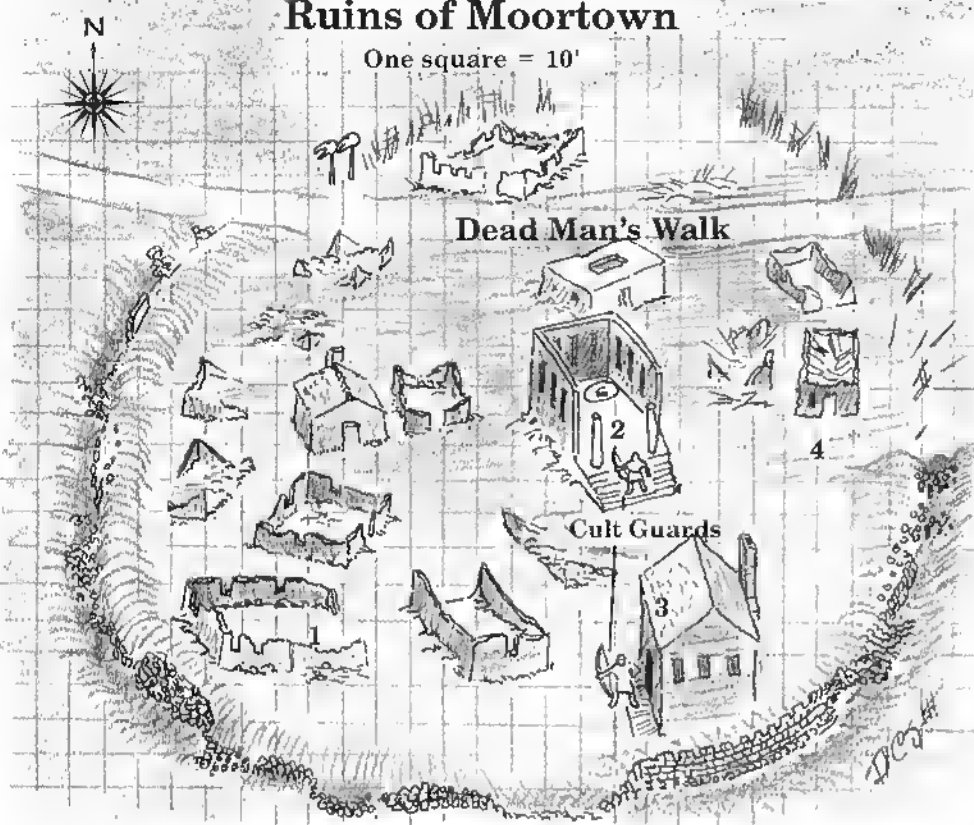 Ruins of Moortown
N
One square = 10'
Dead Man's Walk
2
4
Cult Guards
3
1